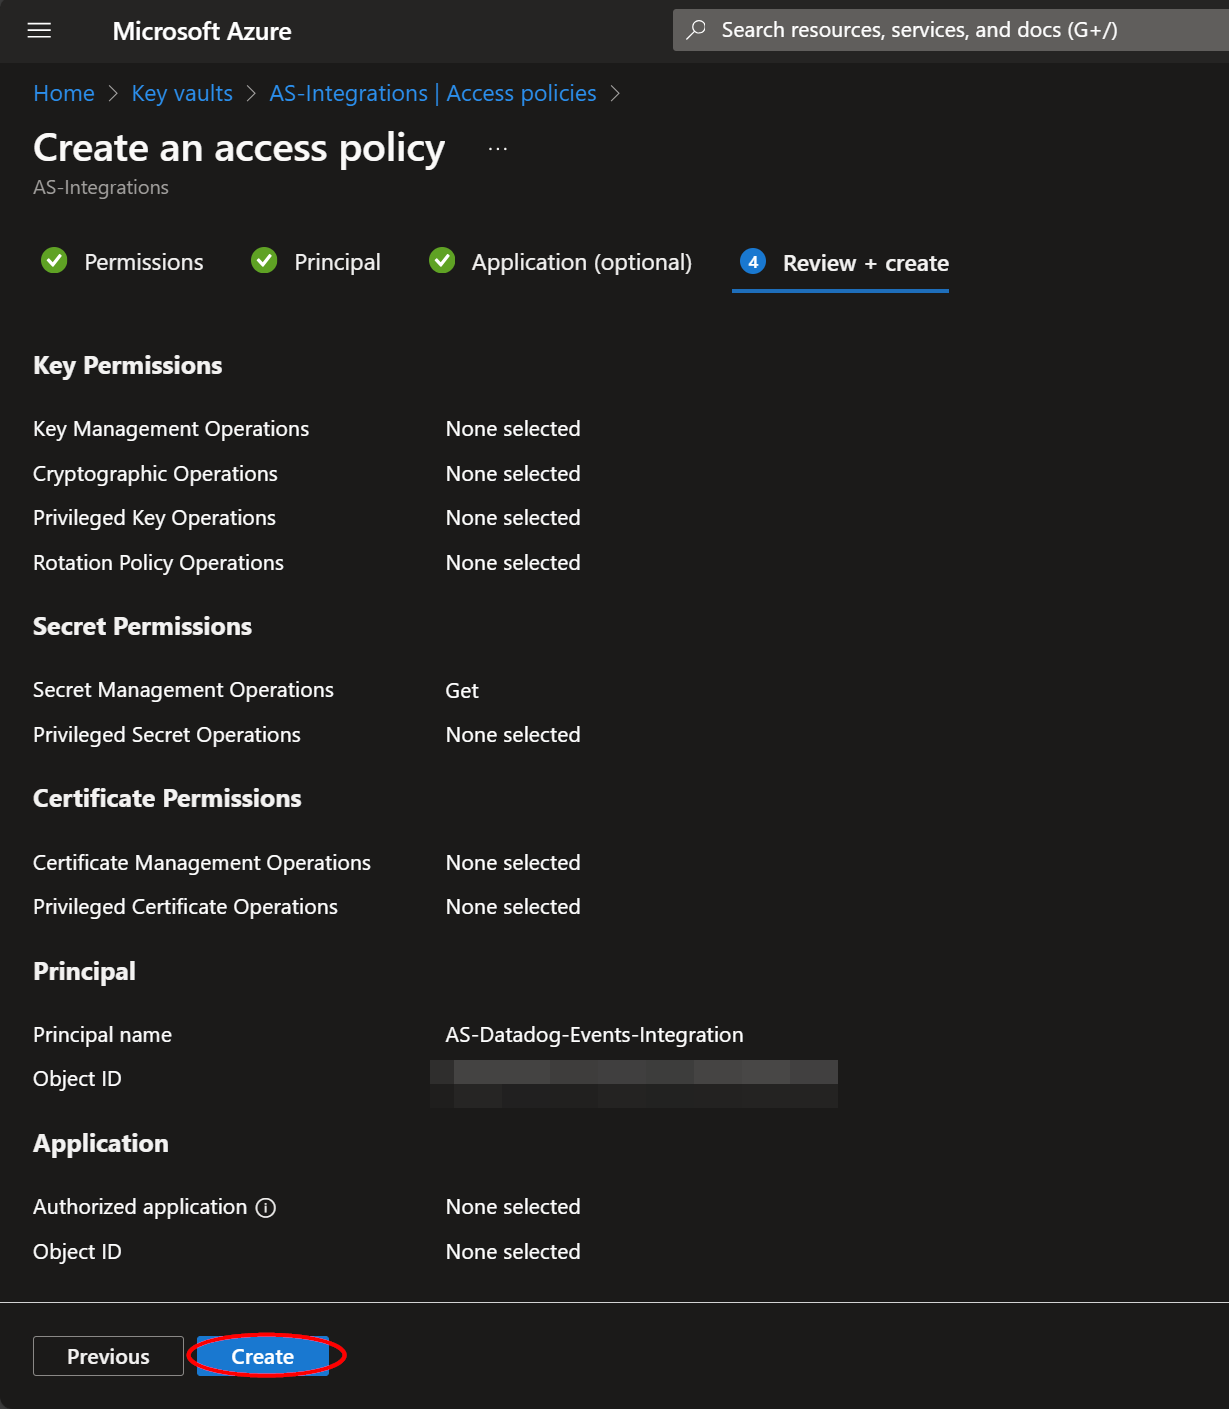 Microsoft Azure
Search resources, services, and docs (G+/)
Home > Key vaults > AS-Integrations | Access policies >
Create an access policy ...
AS-Integrations
Permissions Principal Application (optional) 4 Review + create
Key Permissions
Key Management Operations None selected
Cryptographic Operations None selected
Privileged Key Operations None selected
Rotation Policy Operations None selected
Secret Permissions
Secret Management Operations Get
Privileged Secret Operations None selected
Certificate Permissions
Certificate Management Operations None selected
Privileged Certificate Operations None selected
Principal
Principal name AS-Datadog-Events-Integration
Object ID
Application
Authorized application None selected
Object ID None selected
Previous Create